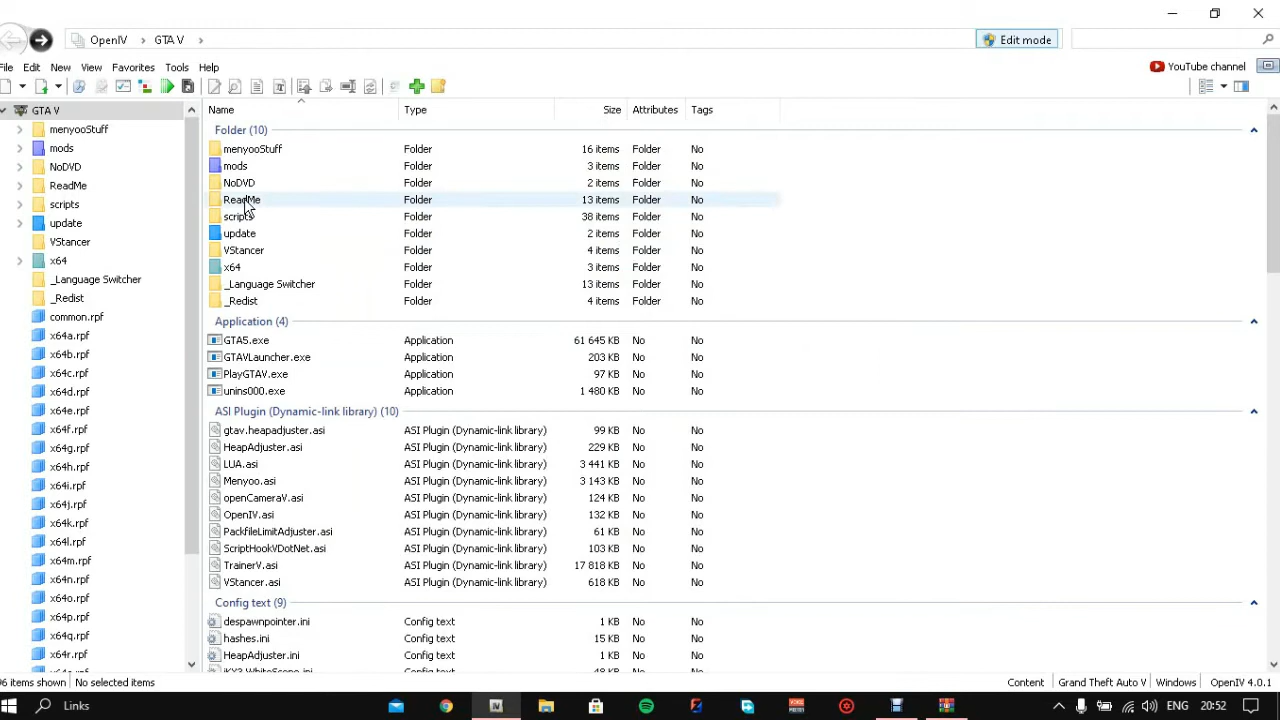 OpenIV GTA V Edit mode
File Edit New View Favorites Tools Help YouTube channel
GTA V
menyooStuff
mods
NoDVD
ReadMe
scripts
update
VStancer
x64
_Language Switcher
_Redist
common.rpf
x64a.rpf
x64b.rpf
x64c.rpf
x64d.rpf
x64e.rpf
x64f.rpf
x64g.rpf
x64h.rpf
x64i.rpf
x64j.rpf
x64k.rpf
x64l.rpf
x64m.rpf
x64n.rpf
x64o.rpf
x64p.rpf
x64q.rpf
x64r.rpf
Name Type Size Attributes Tags
Folder (10)
menyooStuff Folder 16 items Folder No
mods Folder 3 items Folder No
NoDVD Folder 2 items Folder No
ReadMe Folder 13 items Folder No
scripts Folder 38 items Folder No
update Folder 2 items Folder No
VStancer Folder 4 items Folder No
x64 Folder 3 items Folder No
_Language Switcher Folder 13 items Folder No
_Redist Folder 4 items Folder No
Application (4)
GTA5.exe Application 61 645 KB No No
GTAVLauncher.exe Application 203 KB No No
PlayGTAV.exe Application 97 KB No No
unins000.exe Application 1 480 KB No No
ASI Plugin (Dynamic-link library) (10)
gtav.heapadjuster.asi ASI Plugin (Dynamic-link library) 99 KB No No
HeapAdjuster.asi ASI Plugin (Dynamic-link library) 229 KB No No
LUA.asi ASI Plugin (Dynamic-link library) 3 441 KB No No
Menyoo.asi ASI Plugin (Dynamic-link library) 3 143 KB No No
openCameraV.asi ASI Plugin (Dynamic-link library) 124 KB No No
OpenIV.asi ASI Plugin (Dynamic-link library) 132 KB No No
PackfileLimitAdjuster.asi ASI Plugin (Dynamic-link library) 61 KB No No
ScriptHookVDotNet.asi ASI Plugin (Dynamic-link library) 103 KB No No
TrainerV.asi ASI Plugin (Dynamic-link library) 17 818 KB No No
VStancer.asi ASI Plugin (Dynamic-link library) 618 KB No No
Config text (9)
despawnpointer.ini Config text 1 KB No No
hashes.ini Config text 15 KB No No
HeapAdjuster.ini Config text 1 KB No No
Config text 48 KB No No
6 items shown No selected items Content Grand Theft Auto V Windows OpenIV 4.0.1
Links ENG 20:52